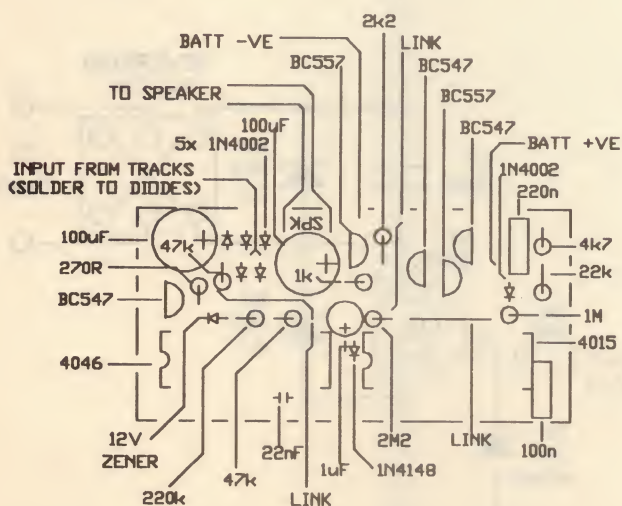 2k2
BATT -VE
LINK
BC557
BC547
TO SPEAKER
BC557
100uF
BC547
5x 1N4002
BATT +VE
INPUT FROM TRACKS
1N4002
(SOLDER TO DIODES)
220n
SPK
100uF
47k
4k7
270R
1k
22k
BC547
1M
4046
4015
12V
ZENER
22nF
2M2
LINK
100n
1uF
1N4148
220k
47k
LINK